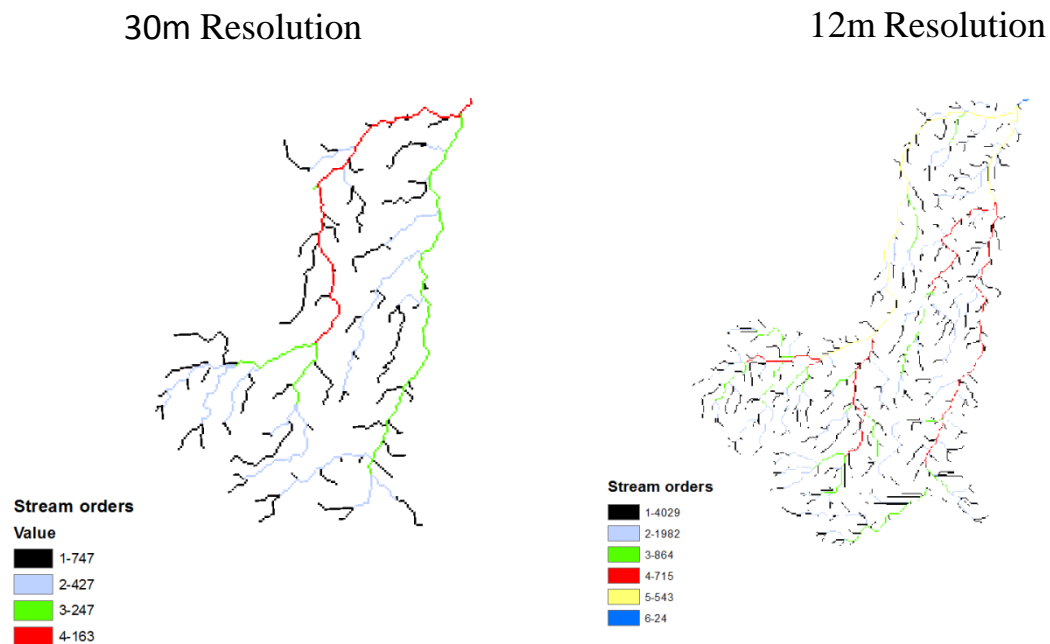 30m Resolution
12m Resolution
Stream orders
Value
1-747
2-427
3-247
4-163
Stream orders
1-4029
2-1982
3-864
4-715
5-543
6-24